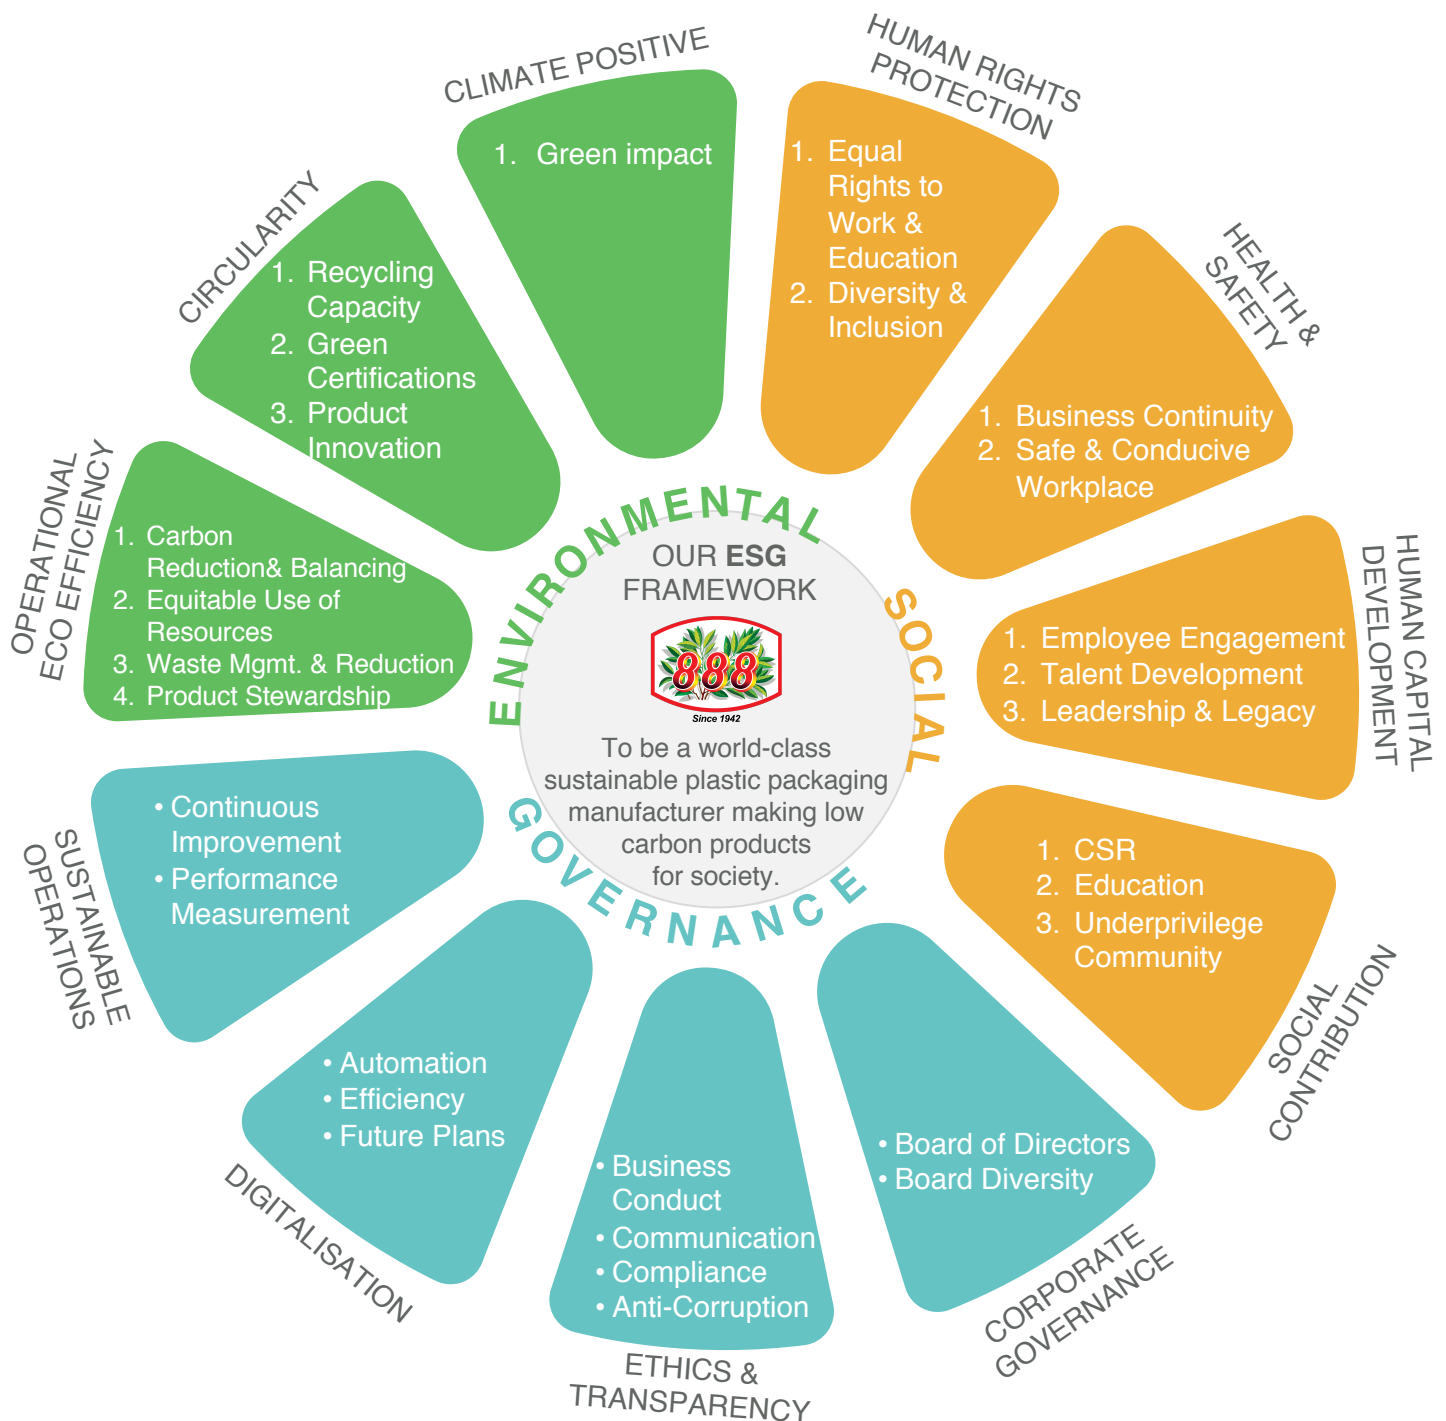 CLIMATE POSITIVE
1. Green impact
HUMAN RIGHTS
PROTECTION
1. Equal
Rights to
Work &
Education
2. Diversity &
Inclusion
HEALTH &
SAFETY
1. Business Continuity
2. Safe & Conducive
Workplace
HUMAN CAPITAL
DEVELOPMENT
1. Employee Engagement
2. Talent Development
3. Leadership & Legacy
SOCIAL
CONTRIBUTION
1. CSR
2. Education
3. Underprivilege
Community
CORPORATE
GOVERNANCE
• Board of Directors
• Board Diversity
ETHICS &
TRANSPARENCY
• Business
Conduct
• Communication
• Compliance
• Anti-Corruption
DIGITALISATION
• Automation
• Efficiency
• Future Plans
SUSTAINABLE
OPERATIONS
• Continuous
Improvement
• Performance
Measurement
OPERATIONAL
ECO EFFICIENCY
1. Carbon
Reduction& Balancing
2. Equitable Use of
Resources
3. Waste Mgmt. & Reduction
4. Product Stewardship
CIRCULARITY
1. Recycling
Capacity
2. Green
Certifications
3. Product
Innovation
ENVIRONMENTAL
SOCIAL
GOVERNANCE
OUR ESG
FRAMEWORK
888
Since 1942
To be a world-class
sustainable plastic packaging
manufacturer making low
carbon products
for society.